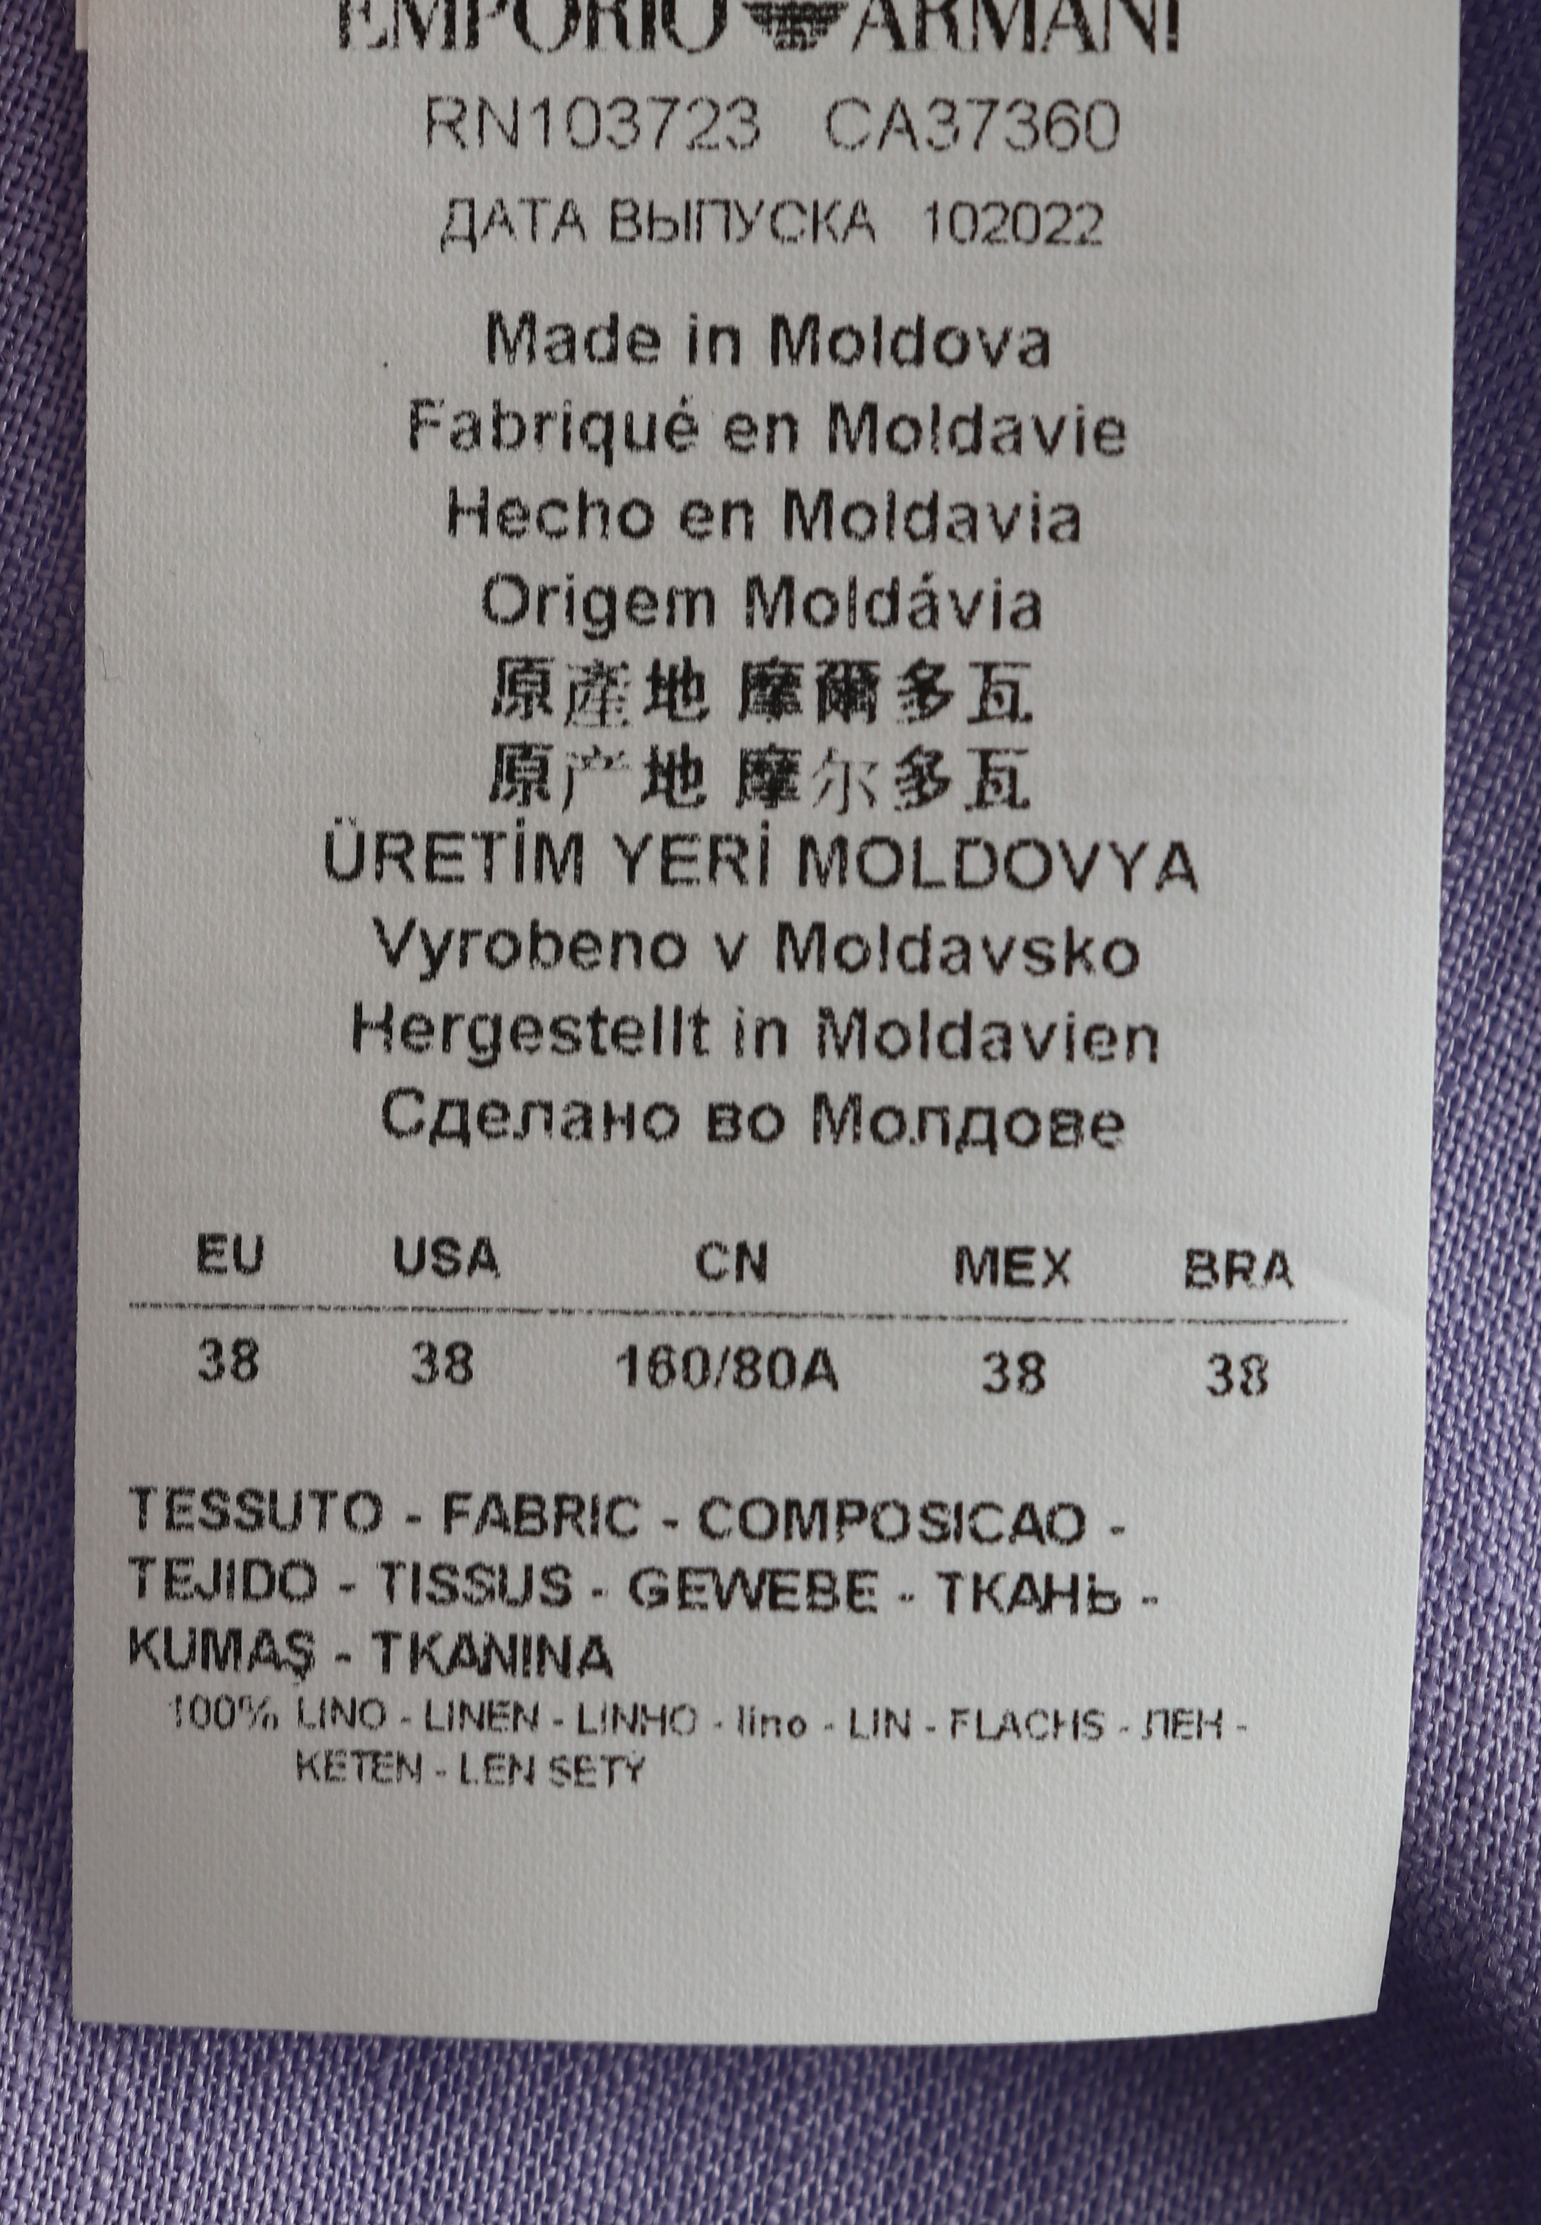 EMPORIO ARMANI
RN103723 CA37360
ДАТА ВЫПУСКА 102022
Made in Moldova
Fabriqué en Moldavie
Hecho en Moldavia
Origem Moldávia
原産地 摩爾多瓦
原产地 摩尔多瓦
ÜRETİM YERİ MOLDOVYA
Vyrobeno v Moldavsko
Hergestellt in Moldavien
Сделано во Молдове
EU USA CN MEX BRA
38 38 160/80A 38 38
TESSUTO - FABRIC - COMPOSICAO -
TEJIDO - TISSUS - GEWEBE - ТКАНЬ -
KUMAŞ - TKANINA
100% LINO - LINEN - LINHO - lino - LIN - FLACHS - ЛЕН -
KETEN - LEN SETÝ